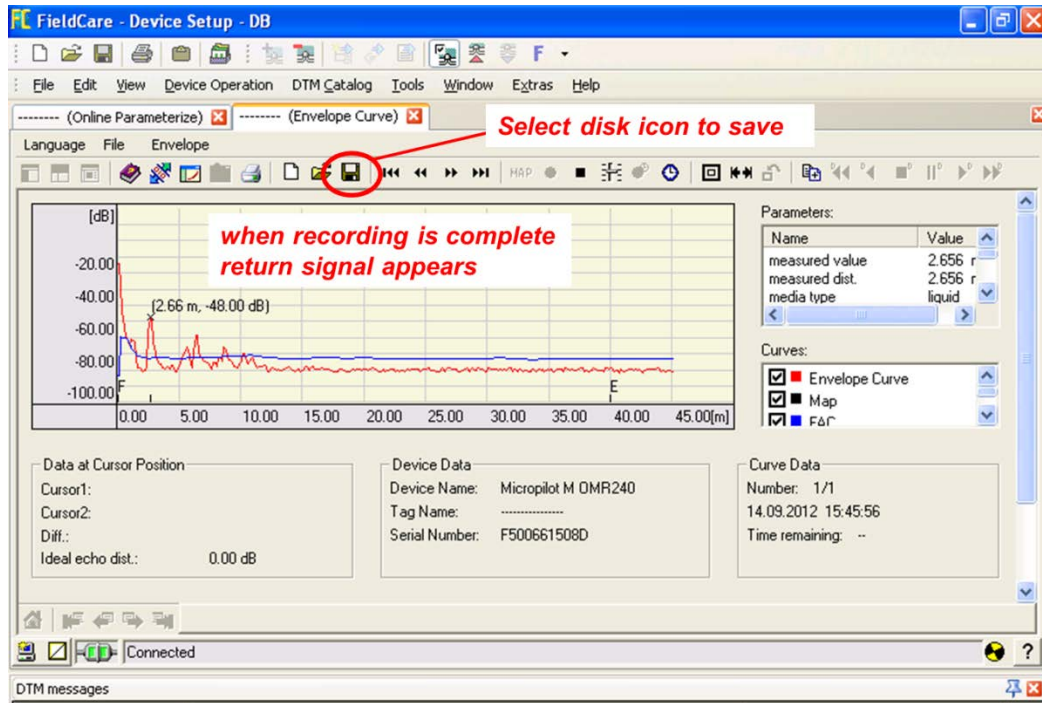 FC FieldCare - Device Setup - DB
F
File Edit View Device Operation DTM Catalog Tools Window Extras Help
-------- (Online Parameterize) -------- (Envelope Curve)
Select disk icon to save
Language File Envelope
HAP
when recording is complete
return signal appears
[dB]
-20.00
-40.00
-60.00
-80.00
-100.00
(2.66 m, -48.00 dB)
F E
0.00 5.00 10.00 15.00 20.00 25.00 30.00 35.00 40.00 45.00[m]
Parameters:
Name Value
measured value 2.656 r
measured dist. 2.656 r
media type liquid
Curves:
Envelope Curve
Map
FAC
Data at Cursor Position
Cursor1:
Cursor2:
Diff.:
Ideal echo dist.: 0.00 dB
Device Data
Device Name: Micropilot M OMR240
Tag Name: ----------------
Serial Number: F500661508D
Curve Data
Number: 1/1
14.09.2012 15:45:56
Time remaining: --
Connected
?
DTM messages